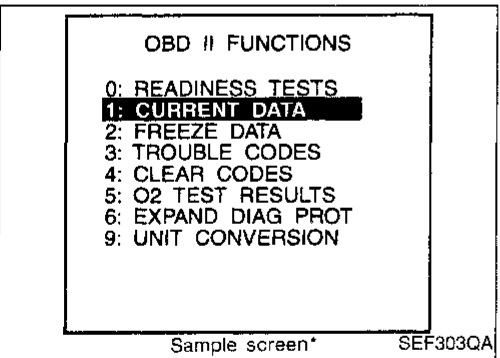 OBD II FUNCTIONS
0: READINESS TESTS
1: CURRENT DATA
2: FREEZE DATA
3: TROUBLE CODES
4: CLEAR CODES
5: O2 TEST RESULTS
6: EXPAND DIAG PROT
9: UNIT CONVERSION
Sample screen*
SEF303QA